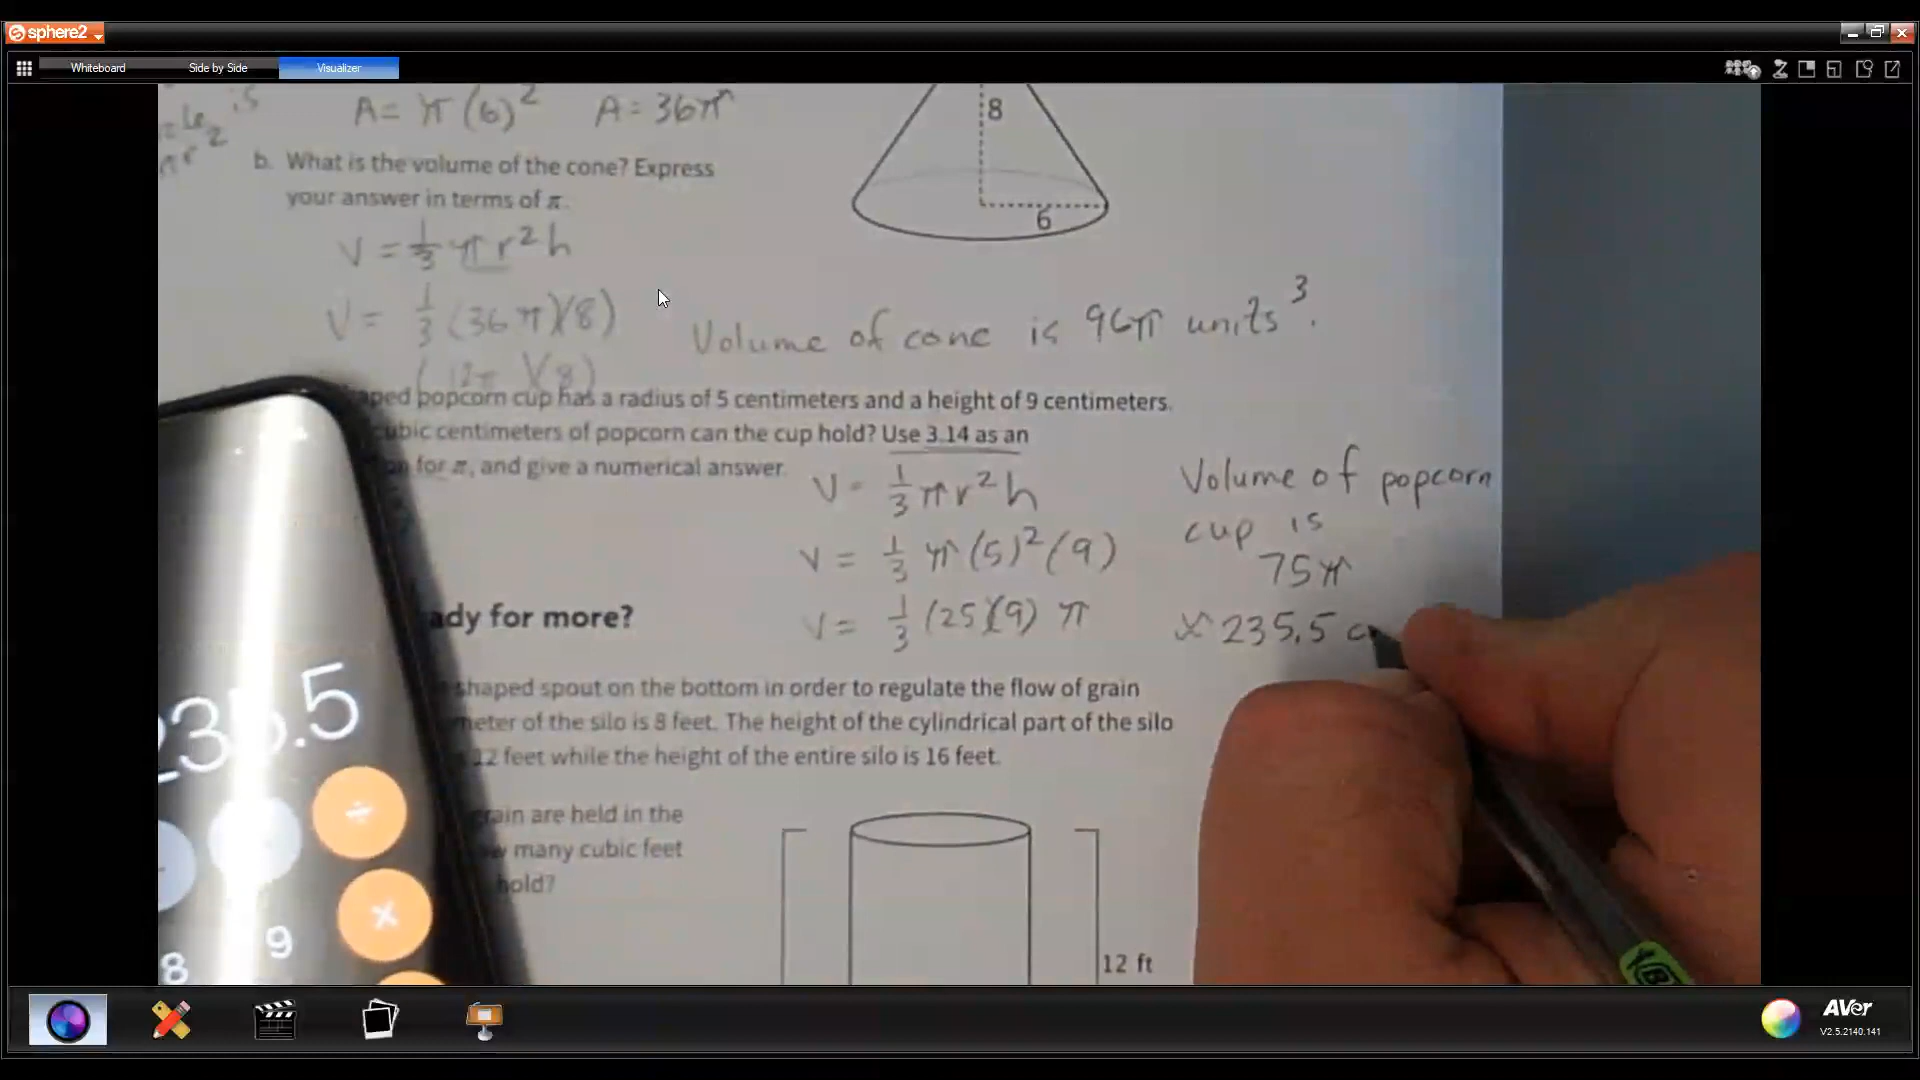 sphere2
Whiteboard Side by Side Visualizer
is
A = π (6)² A = 36π
8
b. What is the volume of the cone? Express
your answer in terms of π.
6
V = 1/3 π r² h
V = 1/3 (36π)(8)
Volume of cone is 96π units³.
(12π)(8)
popcorn cup has a radius of 5 centimeters and a height of 9 centimeters.
cubic centimeters of popcorn can the cup hold? Use 3.14 as an
for π, and give a numerical answer.
V = 1/3 π r² h
Volume of popcorn
cup is
V = 1/3 π (5)² (9)
75π
V = 1/3 (25)(9) π
235.5 c
for more?
shaped spout on the bottom in order to regulate the flow of grain
of the silo is 8 feet. The height of the cylindrical part of the silo
12 feet while the height of the entire silo is 16 feet.
235.5
÷
are held in the
many cubic feet
hold?
×
8 9
12 ft
AVer
V2.5.2140.141